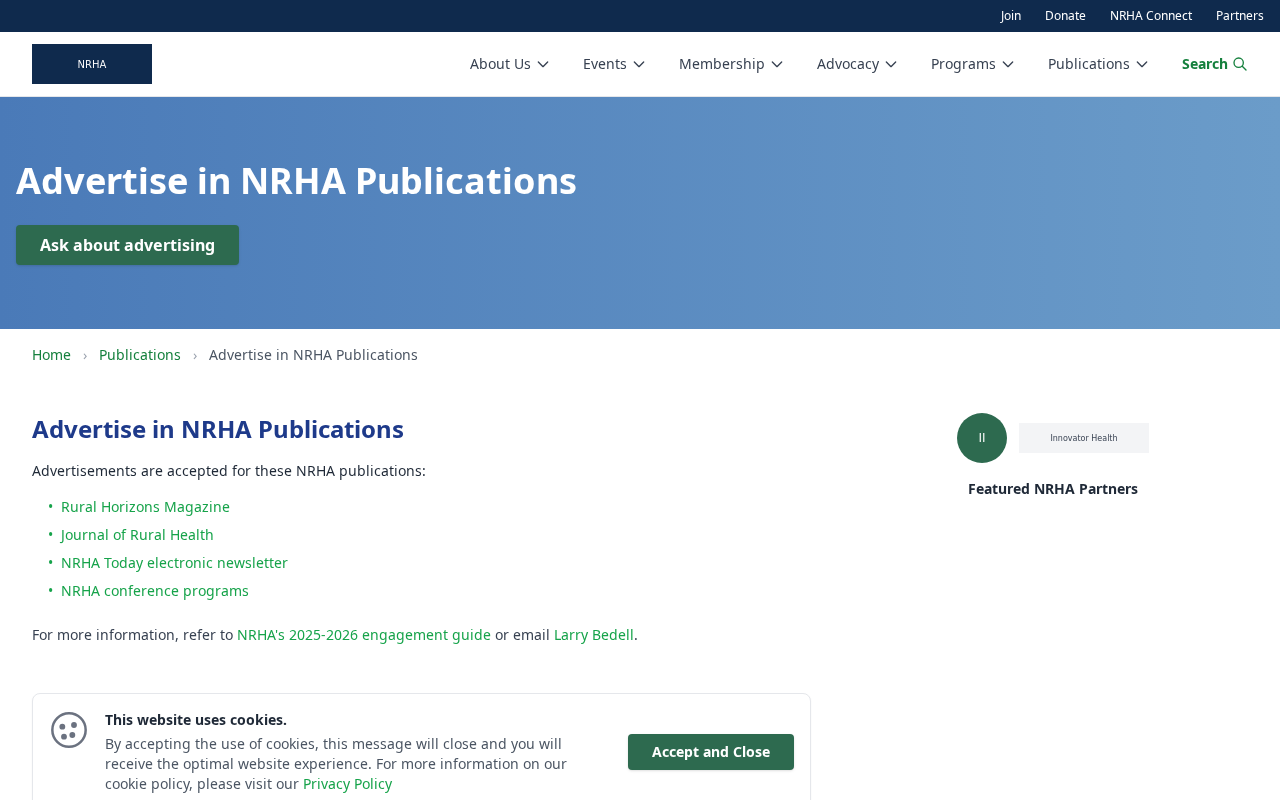 Join Donate NRHA Connect Partners
NRHA
About Us Events Membership Advocacy Programs Publications Search
Advertise in NRHA Publications
Ask about advertising
Home › Publications › Advertise in NRHA Publications
Advertise in NRHA Publications
Advertisements are accepted for these NRHA publications:
• Rural Horizons Magazine
• Journal of Rural Health
• NRHA Today electronic newsletter
• NRHA conference programs
For more information, refer to NRHA's 2025-2026 engagement guide or email Larry Bedell.
II
Innovator Health
Featured NRHA Partners
This website uses cookies.
By accepting the use of cookies, this message will close and you will
receive the optimal website experience. For more information on our
cookie policy, please visit our Privacy Policy
Accept and Close